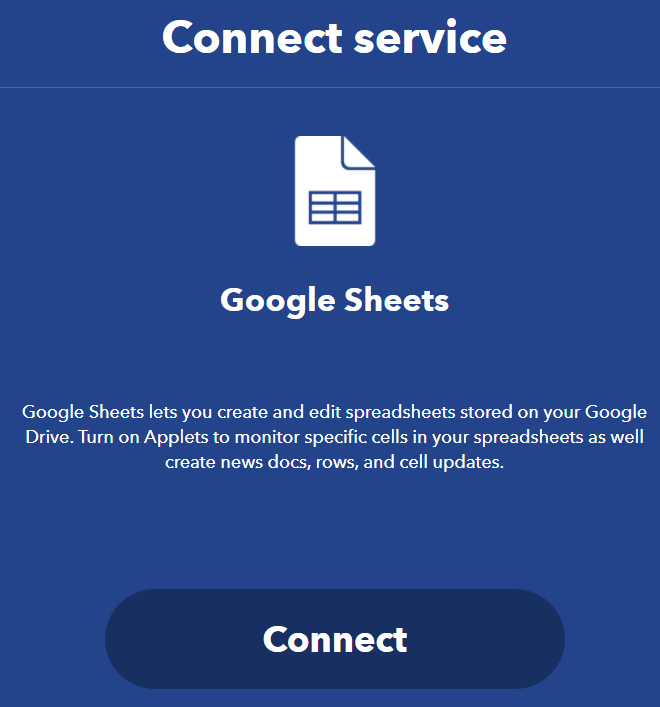 Connect service
Google Sheets
Google Sheets lets you create and edit spreadsheets stored on your Google
Drive. Turn on Applets to monitor specific cells in your spreadsheets as well
create news docs, rows, and cell updates.
Connect